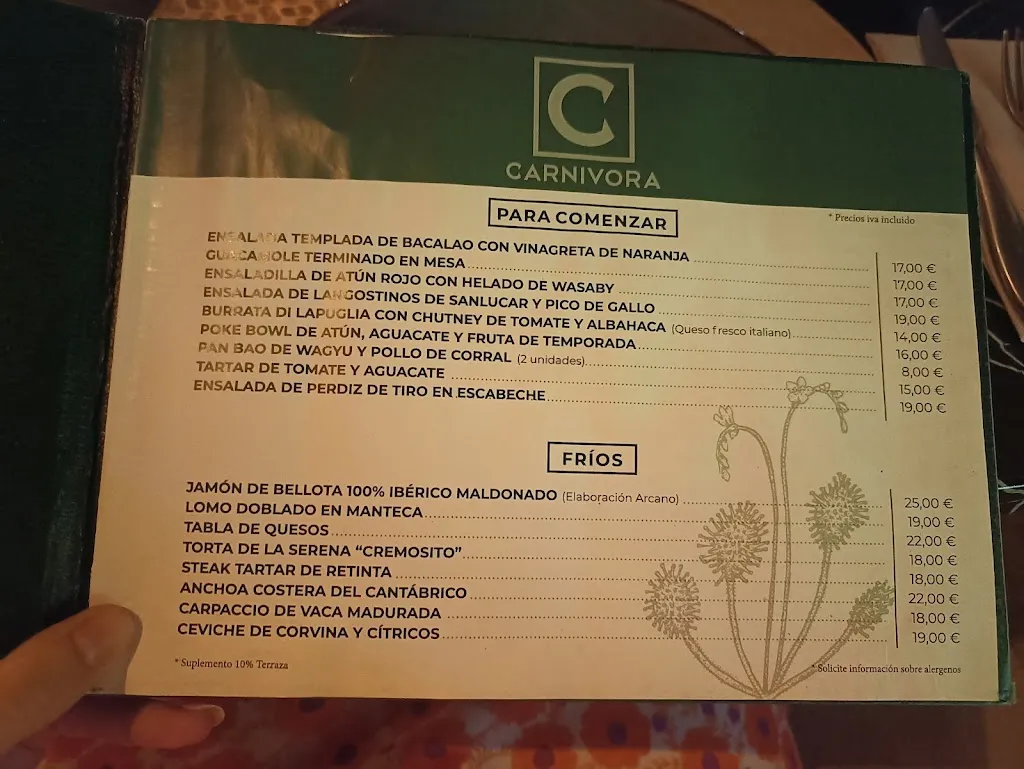 C
CARNIVORA
PARA COMENZAR
* Precios iva incluido
ENSALADA TEMPLADA DE BACALAO CON VINAGRETA DE NARANJA 17,00 €
GUACAMOLE TERMINADO EN MESA 17,00 €
ENSALADILLA DE ATÚN ROJO CON HELADO DE WASABY 17,00 €
ENSALADA DE LANGOSTINOS DE SANLUCAR Y PICO DE GALLO 19,00 €
BURRATA DI LAPUGLIA CON CHUTNEY DE TOMATE Y ALBAHACA (Queso fresco italiano) 14,00 €
POKE BOWL DE ATÚN, AGUACATE Y FRUTA DE TEMPORADA 16,00 €
PAN BAO DE WAGYU Y POLLO DE CORRAL (2 unidades) 8,00 €
TARTAR DE TOMATE Y AGUACATE 15,00 €
ENSALADA DE PERDIZ DE TIRO EN ESCABECHE 19,00 €
FRÍOS
JAMÓN DE BELLOTA 100% IBÉRICO MALDONADO (Elaboración Arcano) 25,00 €
LOMO DOBLADO EN MANTECA 19,00 €
TABLA DE QUESOS 22,00 €
TORTA DE LA SERENA “CREMOSITO” 18,00 €
STEAK TARTAR DE RETINTA 18,00 €
ANCHOA COSTERA DEL CANTÁBRICO 22,00 €
CARPACCIO DE VACA MADURADA 18,00 €
CEVICHE DE CORVINA Y CÍTRICOS 19,00 €
* Suplemento 10% Terraza
* Solicite información sobre alergenos